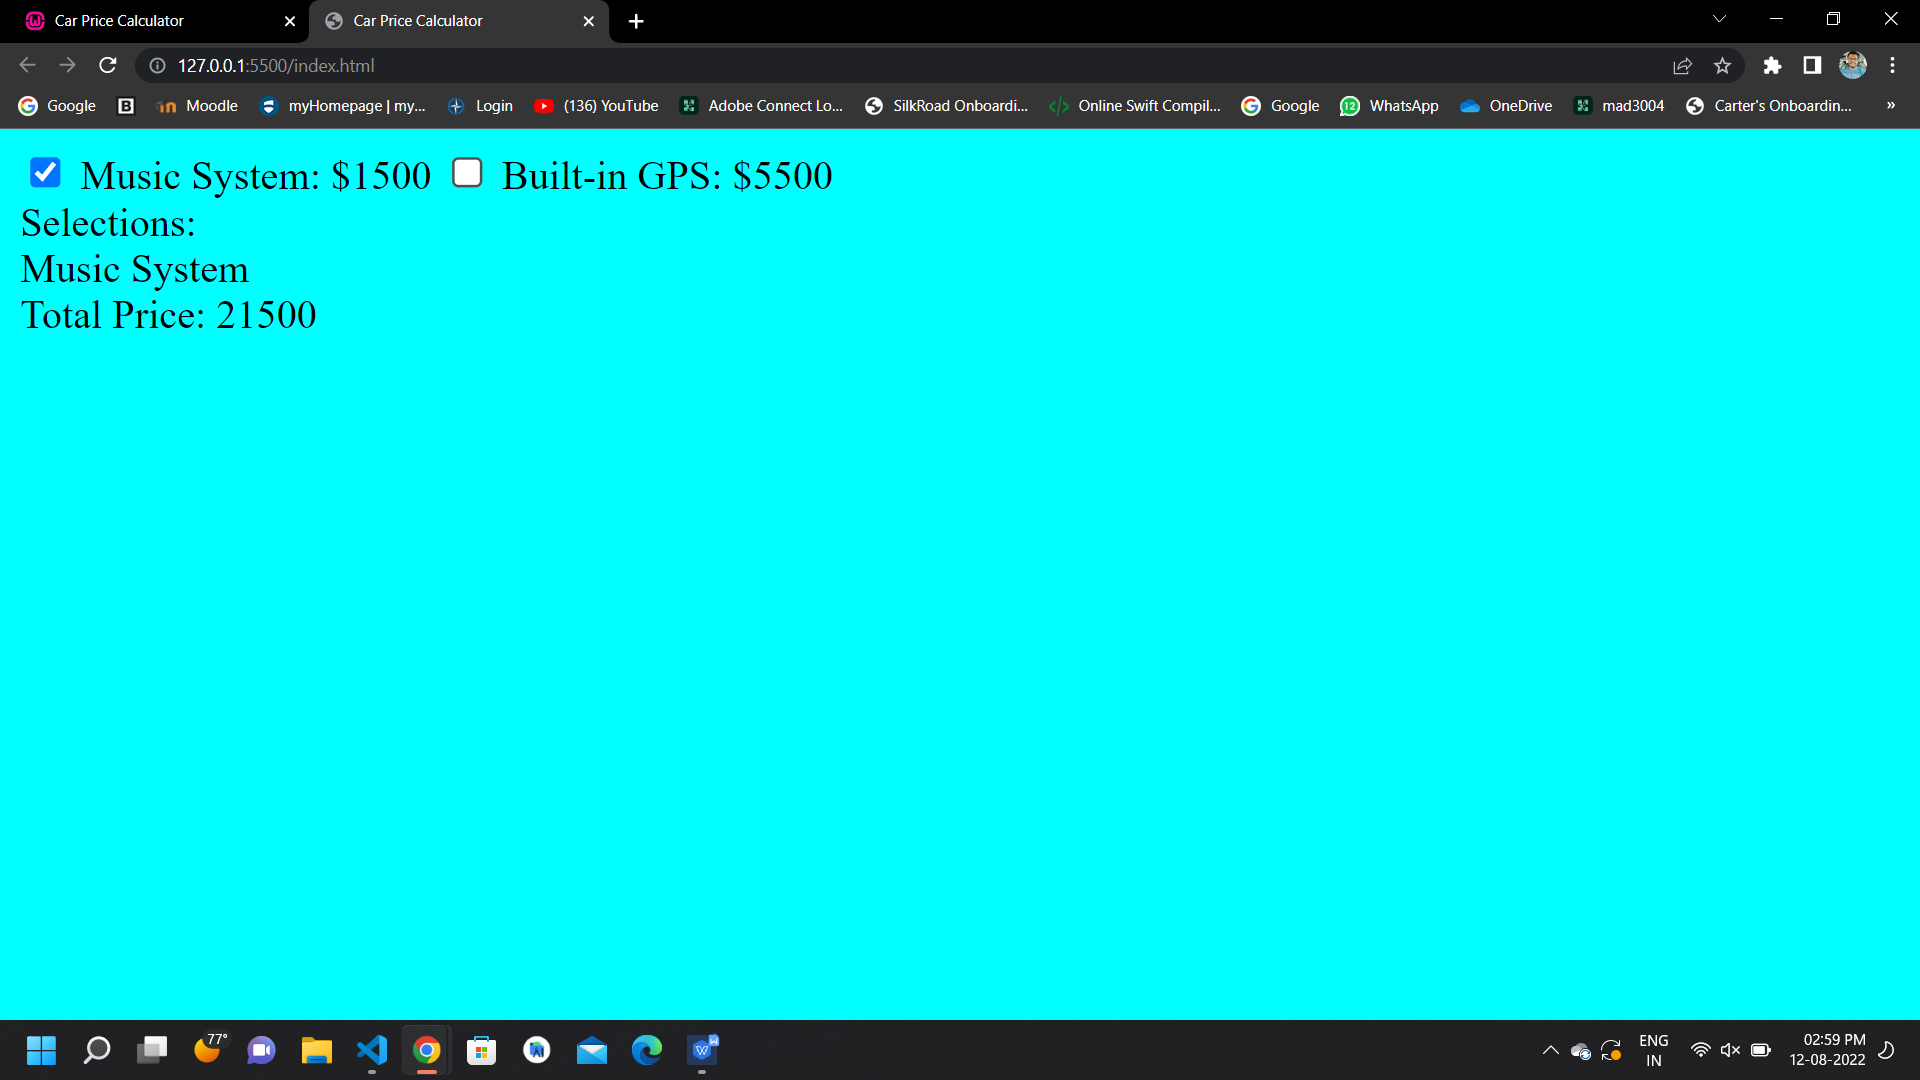 Car Price Calculator
Car Price Calculator
127.0.0.1:5500/index.html
Google B Moodle myHomepage | my... Login (136) YouTube Adobe Connect Lo... SilkRoad Onboardi... Online Swift Compil... Google 12 WhatsApp OneDrive mad3004 Carter's Onboardin... »
Music System: $1500 Built-in GPS: $5500
Selections:
Music System
Total Price: 21500
77°
ENG
IN
02:59 PM
12-08-2022